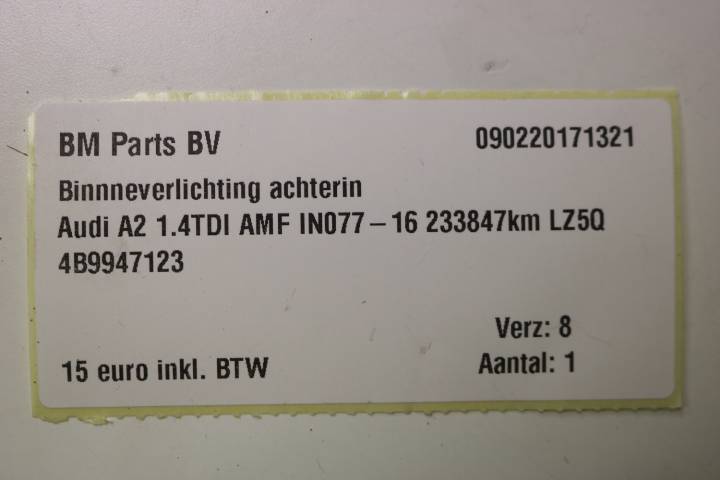 BM Parts BV 090220171321
Binnneverlichting achterin
Audi A2 1.4TDI AMF IN077-16 233847km LZ5Q
4B9947123
Verz: 8
15 euro inkl. BTW Aantal: 1